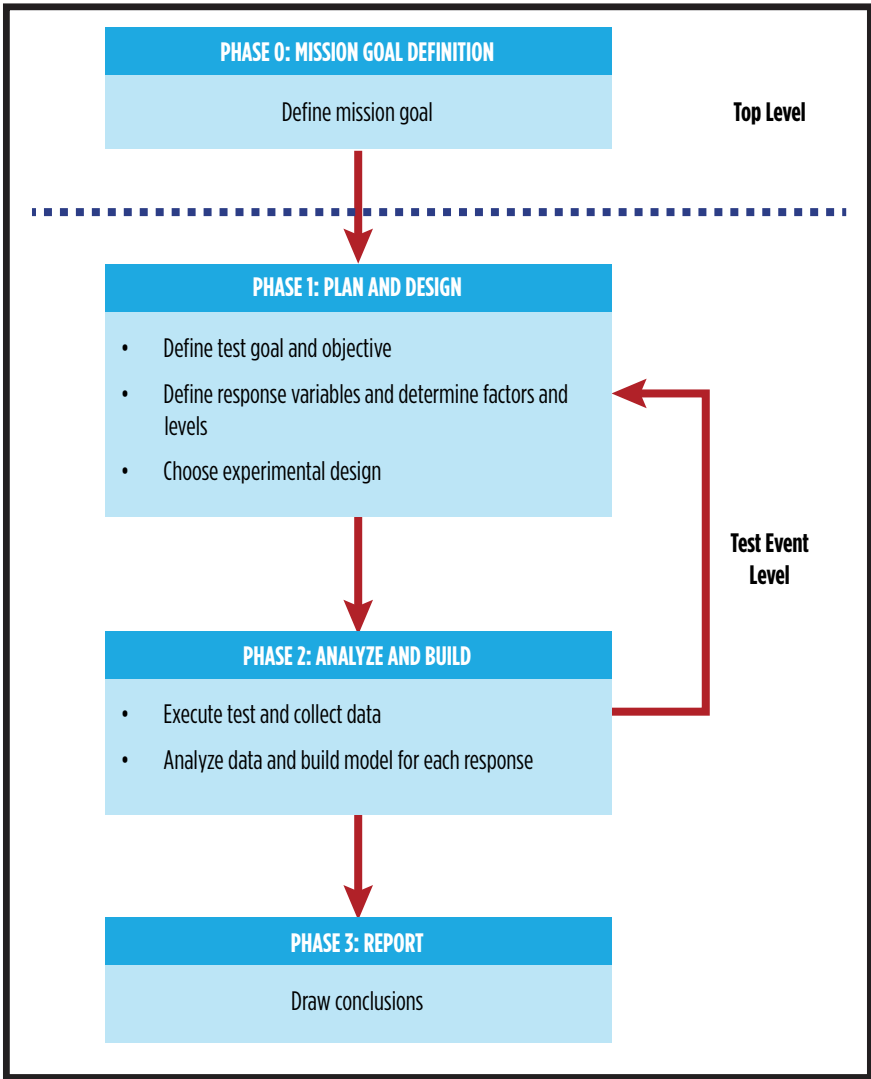 PHASE 0: MISSION GOAL DEFINITION
Define mission goal
Top Level
PHASE 1: PLAN AND DESIGN
• Define test goal and objective
• Define response variables and determine factors and
levels
• Choose experimental design
Test Event
Level
PHASE 2: ANALYZE AND BUILD
• Execute test and collect data
• Analyze data and build model for each response
PHASE 3: REPORT
Draw conclusions